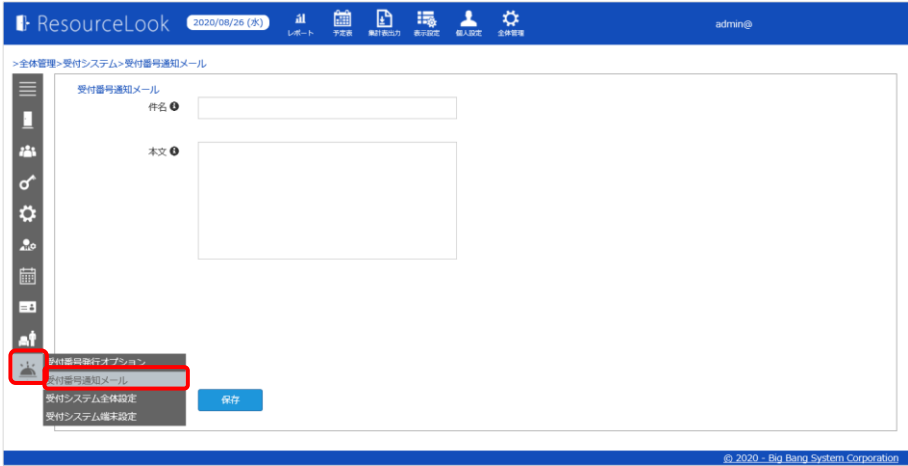 ResourceLook
2020/08/26 (水)
レポート
予定表
集計表出力
表示設定
個人設定
全体管理
admin@
>全体管理>受付システム>受付番号通知メール
受付番号通知メール
件名
本文
受付番号発行オプション
受付番号通知メール
受付システム全体設定
受付システム端末設定
保存
© 2020 - Big Bang System Corporation